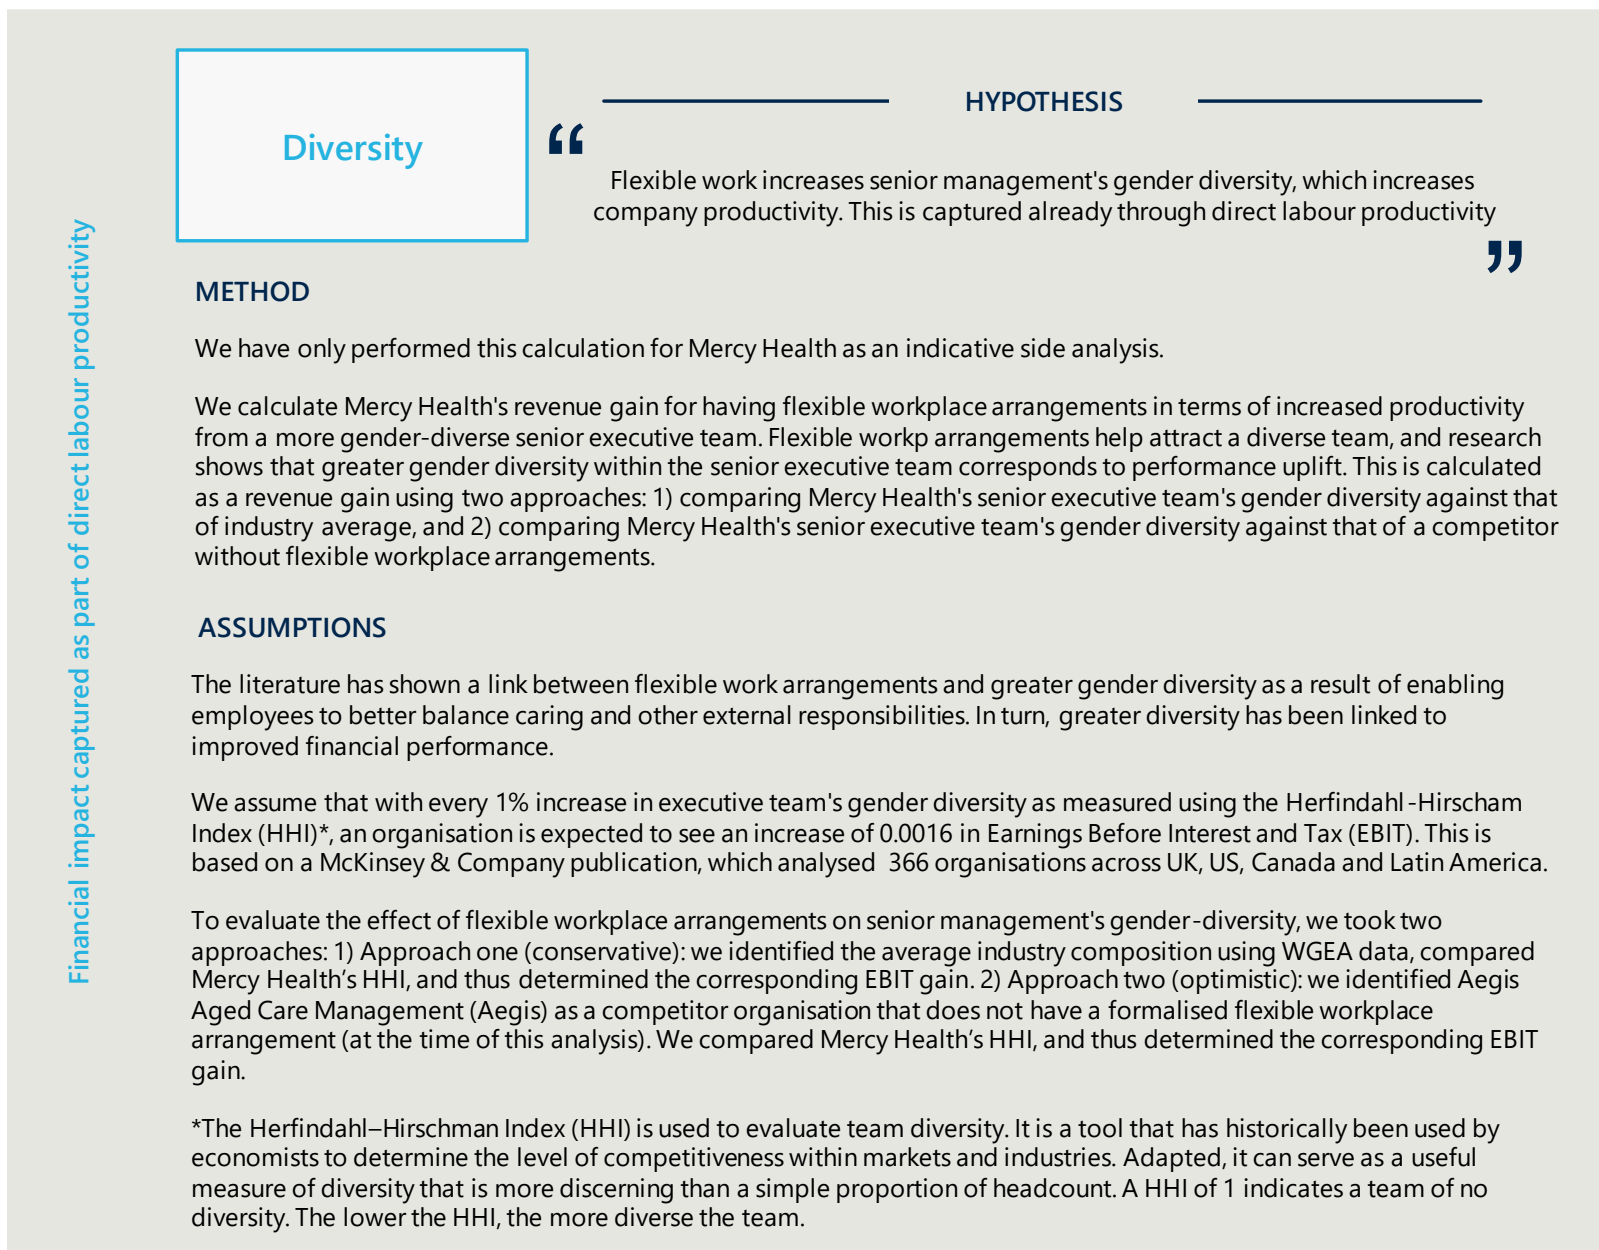 Diversity
HYPOTHESIS
“
Flexible work increases senior management's gender diversity, which increases
company productivity. This is captured already through direct labour productivity
”
Financial impact captured as part of direct labour productivity
METHOD
We have only performed this calculation for Mercy Health as an indicative side analysis.
We calculate Mercy Health's revenue gain for having flexible workplace arrangements in terms of increased productivity
from a more gender-diverse senior executive team. Flexible workp arrangements help attract a diverse team, and research
shows that greater gender diversity within the senior executive team corresponds to performance uplift. This is calculated
as a revenue gain using two approaches: 1) comparing Mercy Health's senior executive team's gender diversity against that
of industry average, and 2) comparing Mercy Health's senior executive team's gender diversity against that of a competitor
without flexible workplace arrangements.
ASSUMPTIONS
The literature has shown a link between flexible work arrangements and greater gender diversity as a result of enabling
employees to better balance caring and other external responsibilities. In turn, greater diversity has been linked to
improved financial performance.
We assume that with every 1% increase in executive team's gender diversity as measured using the Herfindahl-Hirscham
Index (HHI)*, an organisation is expected to see an increase of 0.0016 in Earnings Before Interest and Tax (EBIT). This is
based on a McKinsey & Company publication, which analysed 366 organisations across UK, US, Canada and Latin America.
To evaluate the effect of flexible workplace arrangements on senior management's gender-diversity, we took two
approaches: 1) Approach one (conservative): we identified the average industry composition using WGEA data, compared
Mercy Health’s HHI, and thus determined the corresponding EBIT gain. 2) Approach two (optimistic): we identified Aegis
Aged Care Management (Aegis) as a competitor organisation that does not have a formalised flexible workplace
arrangement (at the time of this analysis). We compared Mercy Health’s HHI, and thus determined the corresponding EBIT
gain.
*The Herfindahl–Hirschman Index (HHI) is used to evaluate team diversity. It is a tool that has historically been used by
economists to determine the level of competitiveness within markets and industries. Adapted, it can serve as a useful
measure of diversity that is more discerning than a simple proportion of headcount. A HHI of 1 indicates a team of no
diversity. The lower the HHI, the more diverse the team.